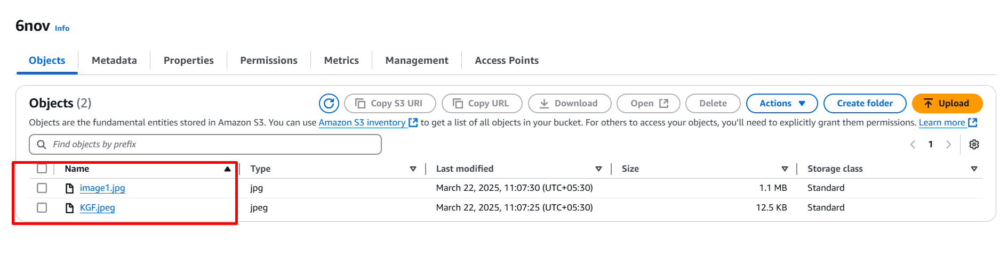 6nov Info
Objects Metadata Properties Permissions Metrics Management Access Points
Objects (2) Copy S3 URI Copy URL Download Open Delete Actions Create folder Upload
Objects are the fundamental entities stored in Amazon S3. You can use Amazon S3 inventory to get a list of all objects in your bucket. For others to access your objects, you’ll need to explicitly grant them permissions. Learn more
Find objects by prefix 1
Name Type Last modified Size Storage class
image1.jpg jpg March 22, 2025, 11:07:30 (UTC+05:30) 1.1 MB Standard
KGF.jpeg jpeg March 22, 2025, 11:07:25 (UTC+05:30) 12.5 KB Standard